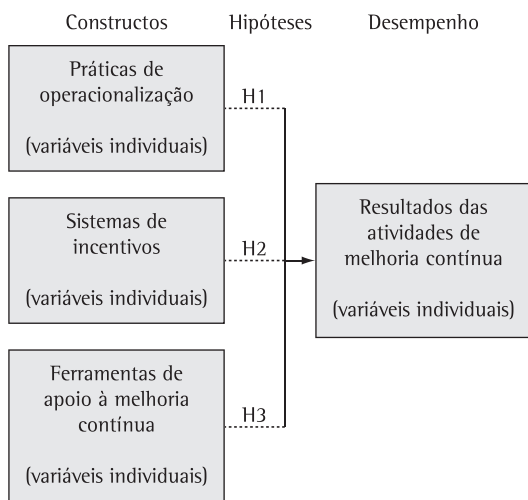 Constructos
Hipóteses
Desempenho
Práticas de
operacionalização
(variáveis individuais)
H1
Sistemas de
incentivos
(variáveis individuais)
H2
Ferramentas de
apoio à melhoria
contínua
(variáveis individuais)
H3
Resultados das
atividades de
melhoria contínua
(variáveis individuais)